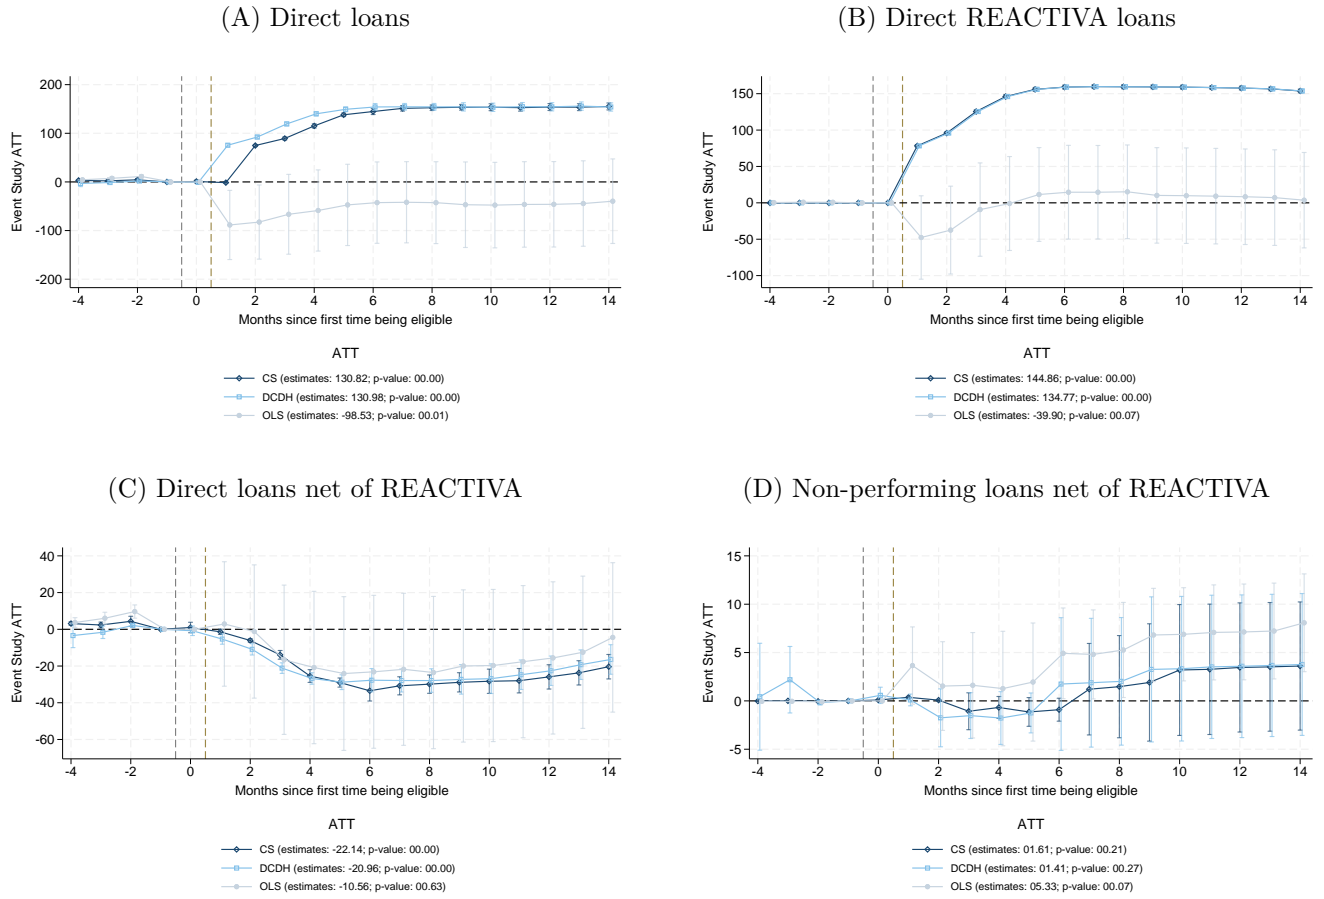 (A) Direct loans
200
100
0
-100
-200
Event Study ATT
-4 -2 0 2 4 6 8 10 12 14
Months since first time being eligible
ATT
CS (estimates: 130.82; p-value: 00.00)
DCDH (estimates: 130.98; p-value: 00.00)
OLS (estimates: -98.53; p-value: 00.01)
(B) Direct REACTIVA loans
150
100
50
0
-50
-100
Event Study ATT
-4 -2 0 2 4 6 8 10 12 14
Months since first time being eligible
ATT
CS (estimates: 144.86; p-value: 00.00)
DCDH (estimates: 134.77; p-value: 00.00)
OLS (estimates: -39.90; p-value: 00.07)
(C) Direct loans net of REACTIVA
40
20
0
-20
-40
-60
Event Study ATT
-4 -2 0 2 4 6 8 10 12 14
Months since first time being eligible
ATT
CS (estimates: -22.14; p-value: 00.00)
DCDH (estimates: -20.96; p-value: 00.00)
OLS (estimates: -10.56; p-value: 00.63)
(D) Non-performing loans net of REACTIVA
15
10
5
0
-5
Event Study ATT
-4 -2 0 2 4 6 8 10 12 14
Months since first time being eligible
ATT
CS (estimates: 01.61; p-value: 00.21)
DCDH (estimates: 01.41; p-value: 00.27)
OLS (estimates: 05.33; p-value: 00.07)